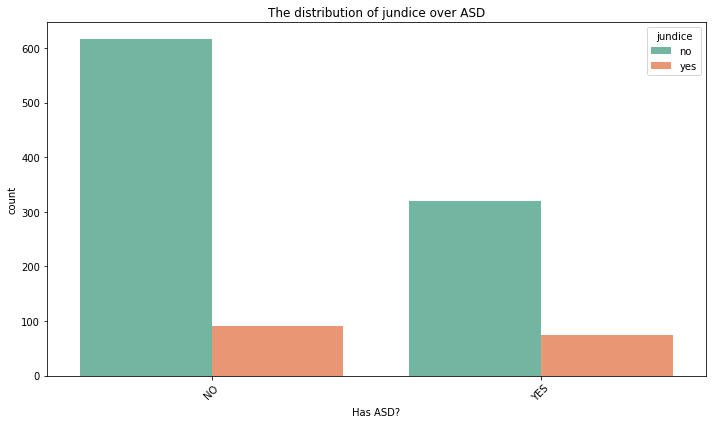 The distribution of jundice over ASD
jundice
no
yes
600
500
400
300
200
100
0
count
NO
YES
Has ASD?